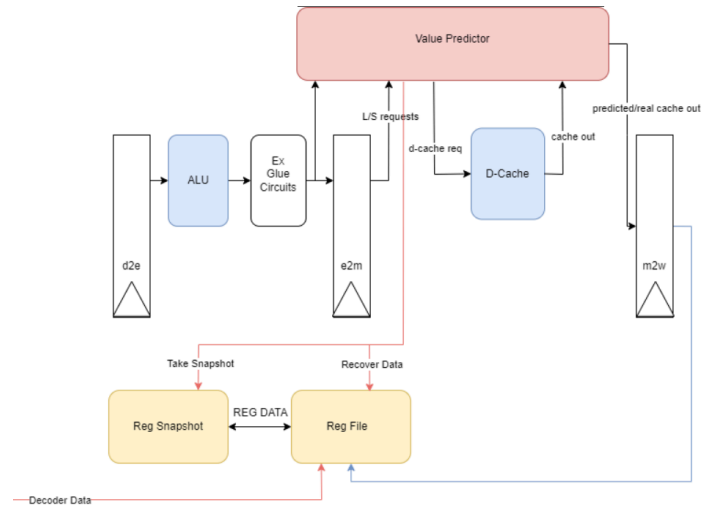 Value Predictor
L/S requests
predicted/real cache out
d-cache req
cache out
ALU
Ex
Glue
Circuits
D-Cache
d2e
e2m
m2w
Take Snapshot
Recover Data
Reg Snapshot
REG DATA
Reg File
Decoder Data